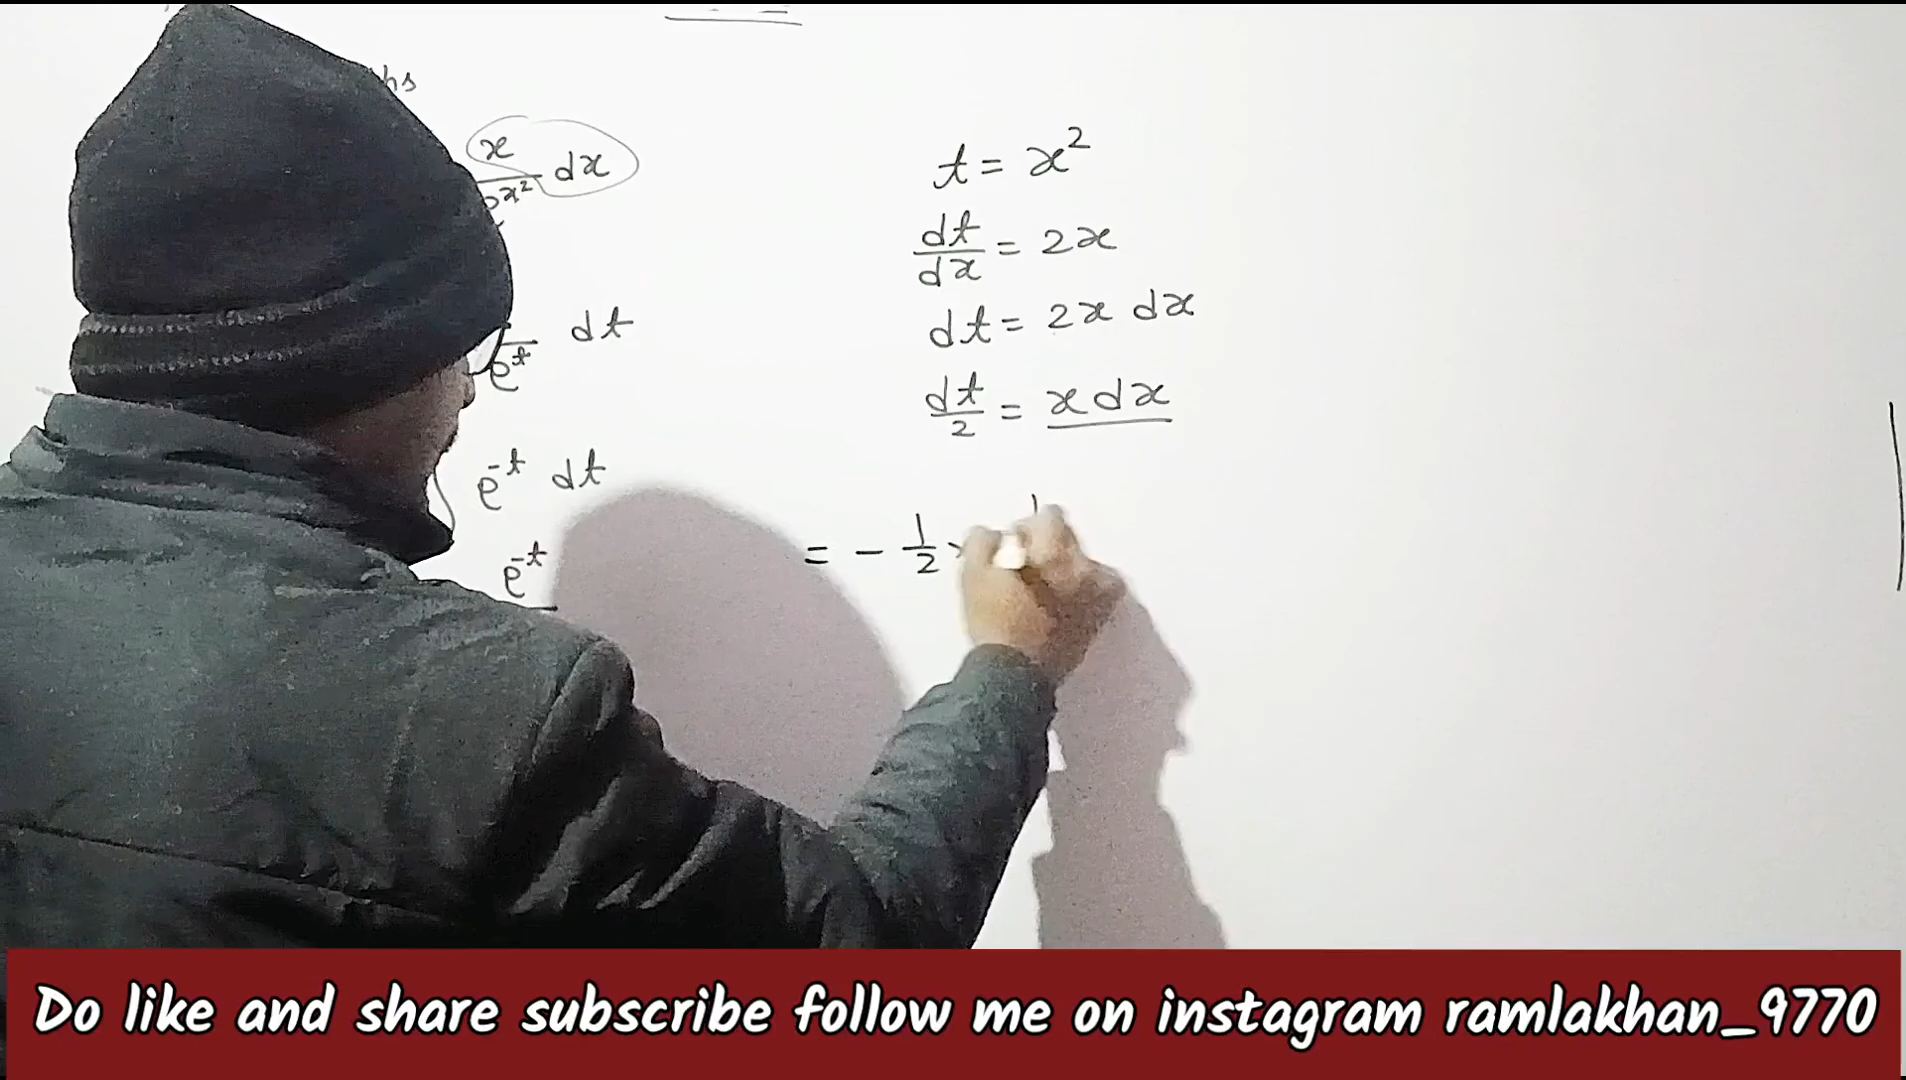 x/e^x² dx
t = x²
dt/dx = 2x
/e^t dt
dt = 2x dx
dt/2 = x dx
e^-t dt
e^-t
= - 1/2 ×
Do like and share subscribe follow me on instagram ramlakhan_9770